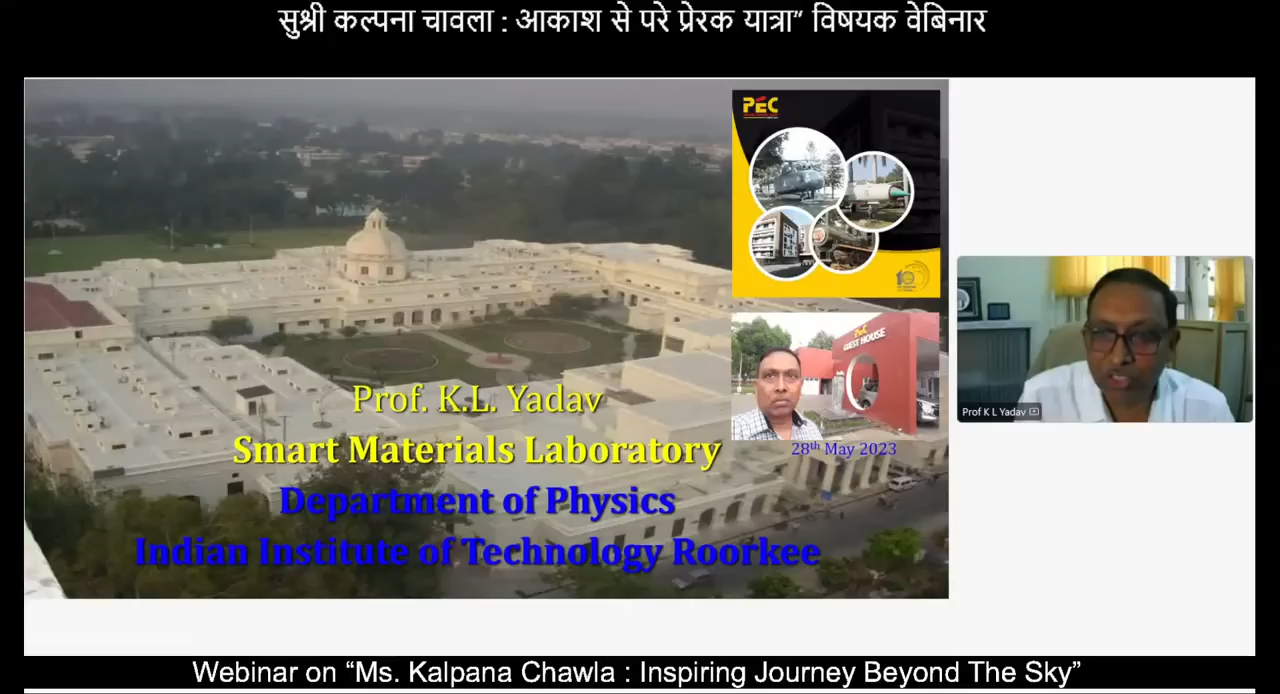 सुश्री कल्पना चावला : आकाश से परे प्रेरक यात्रा” विषयक वेबिनार
PEC
PEC
GUEST HOUSE
28th May 2023
Prof. K.L. Yadav
Smart Materials Laboratory
Department of Physics
Indian Institute of Technology Roorkee
Prof K L Yadav
Webinar on “Ms. Kalpana Chawla : Inspiring Journey Beyond The Sky”